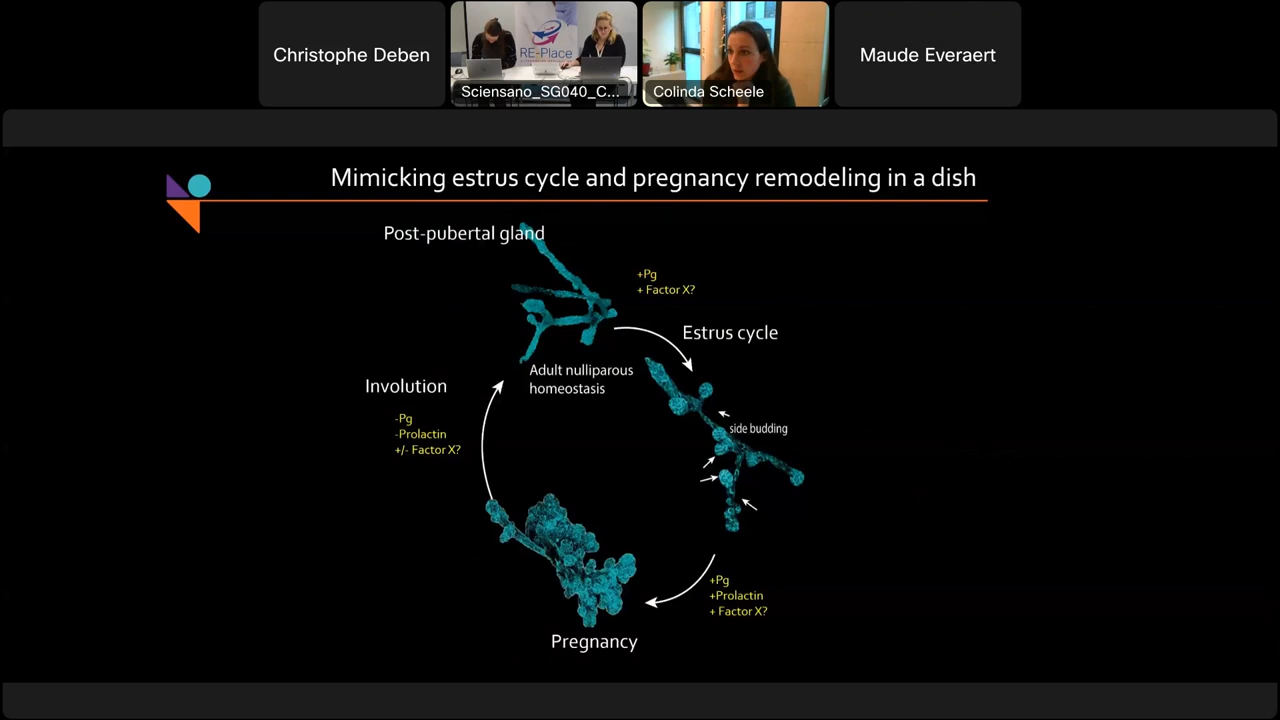 Christophe Deben
RE-Place
Sciensano_SG040_C...
Colinda Scheele
Maude Everaert
Mimicking estrus cycle and pregnancy remodeling in a dish
Post-pubertal gland
+Pg
+ Factor X?
Estrus cycle
Adult nulliparous
homeostasis
Involution
-Pg
-Prolactin
+/- Factor X?
side budding
+Pg
+Prolactin
+ Factor X?
Pregnancy